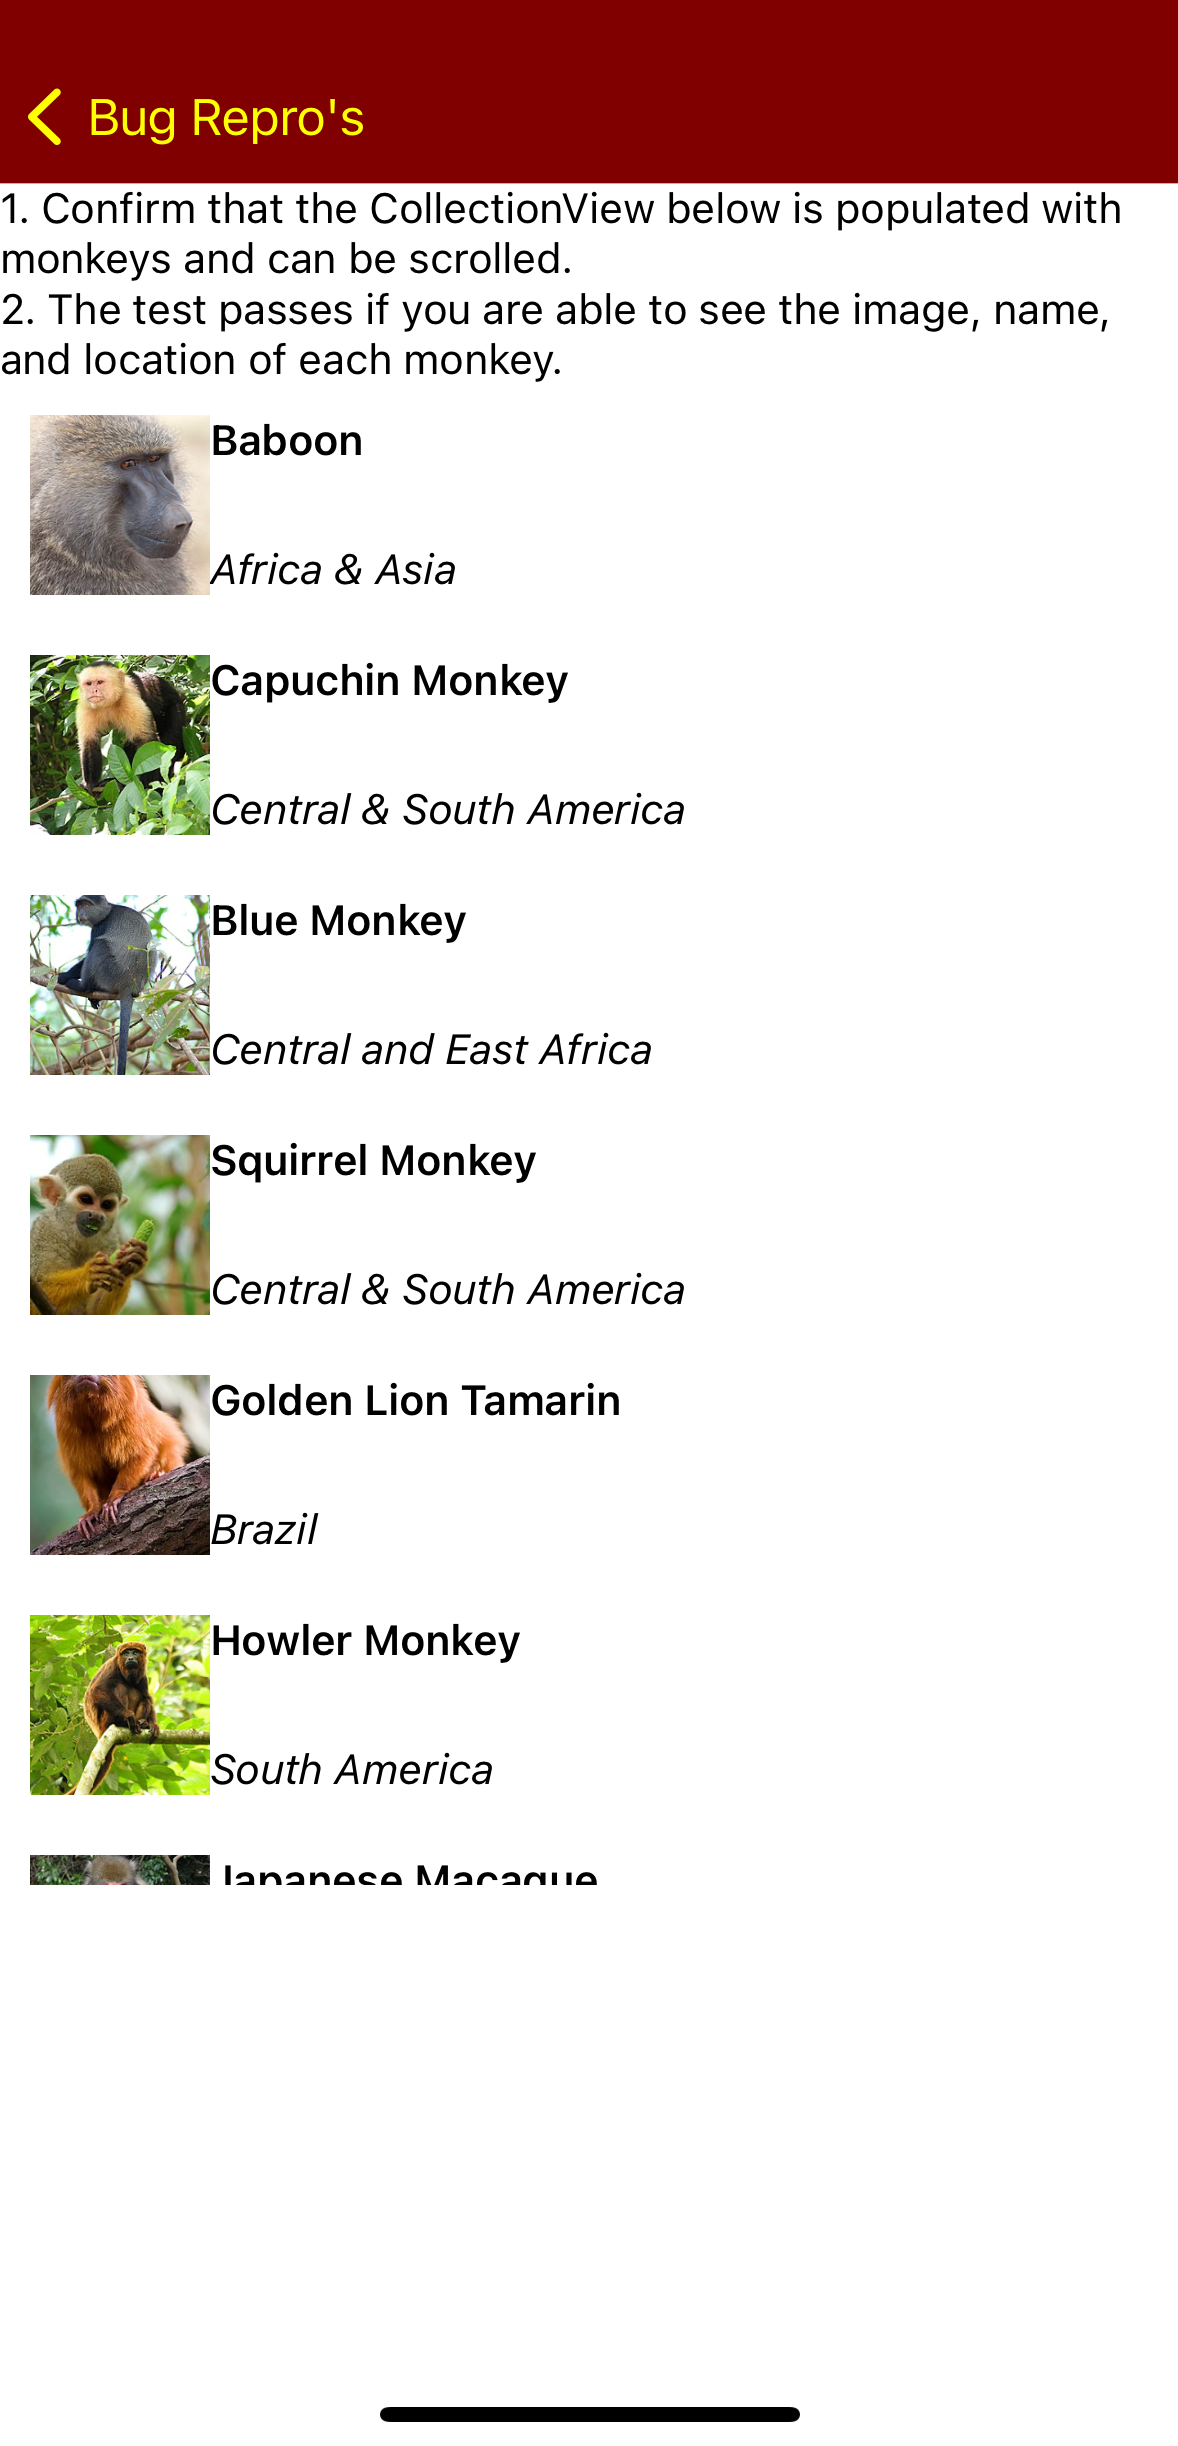 Bug Repro's
1. Confirm that the CollectionView below is populated with
monkeys and can be scrolled.
2. The test passes if you are able to see the image, name,
and location of each monkey.
Baboon
Africa & Asia
Capuchin Monkey
Central & South America
Blue Monkey
Central and East Africa
Squirrel Monkey
Central & South America
Golden Lion Tamarin
Brazil
Howler Monkey
South America
Japanese Macaque